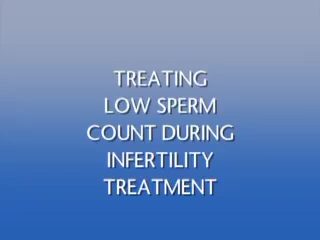 TREATING
LOW SPERM
COUNT DURING
INFERTILITY
TREATMENT